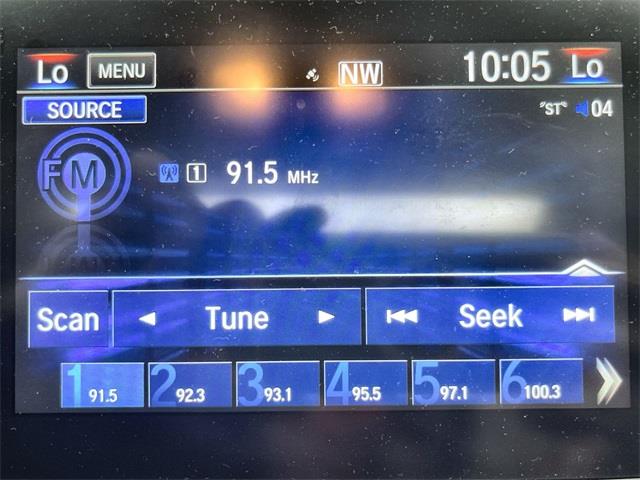 Lo MENU NW 10:05 Lo
SOURCE "ST" 04
FM
1 91.5 MHz
Scan Tune Seek
1 91.5 2 92.3 3 93.1 4 95.5 5 97.1 6 100.3